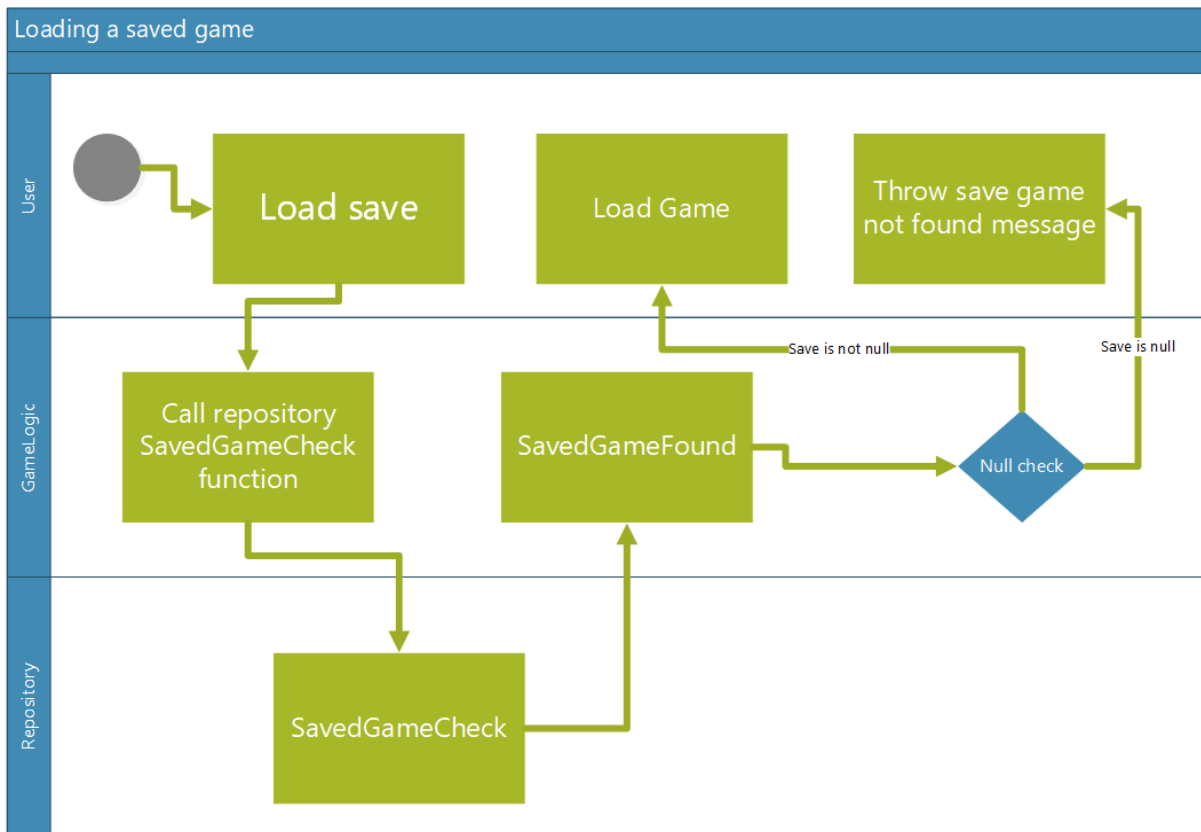 Loading a saved game
User
Load save
Load Game
Throw save game
not found message
GameLogic
Save is not null
Save is null
Call repository
SavedGameCheck
function
SavedGameFound
Null check
Repository
SavedGameCheck